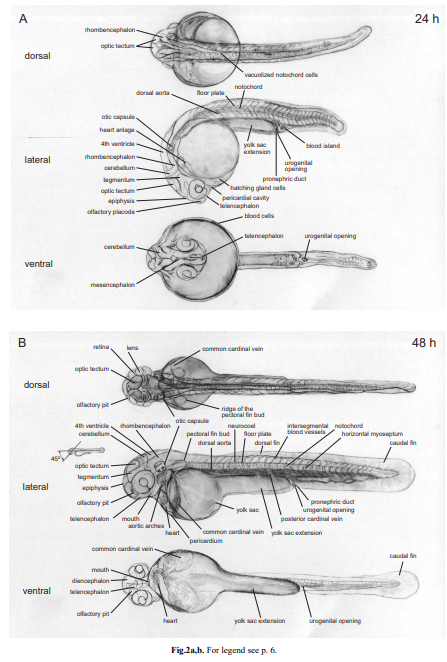 A
24 h
rhombencephalon
optic tectum
dorsal
vacuolized notochord cells
notochord
floor plate
dorsal aorta
otic capsule
heart anlage
4th ventricle
lateral
rhombencephalon
cerebellum
tegmentum
optic tectum
epiphysis
olfactory placode
yolk sac
extension
blood island
urogenital
opening
pronephric duct
hatching gland cells
pericardial cavity
telencephalon
blood cells
telencephalon
urogenital opening
cerebellum
ventral
mesencephalon
B
48 h
retina
lens
common cardinal vein
optic tectum
dorsal
olfactory pit
ridge of the
pectoral fin bud
otic capsule
4th ventricle
rhombencephalon
cerebellum
pectoral fin bud
neurocoel
dorsal aorta
floor plate
dorsal fin
intersegmental
blood vessels
notochord
horizontal myoseptum
caudal fin
45°
optic tectum
tegmentum
lateral
epiphysis
olfactory pit
telencephalon
mouth
aortic arches
heart
pericardium
common cardinal vein
yolk sac
yolk sac extension
posterior cardinal vein
urogenital opening
pronephric duct
common cardinal vein
caudal fin
mouth
diencephalon
ventral
telencephalon
olfactory pit
heart
yolk sac extension
urogenital opening
Fig.2a,b. For legend see p. 6.